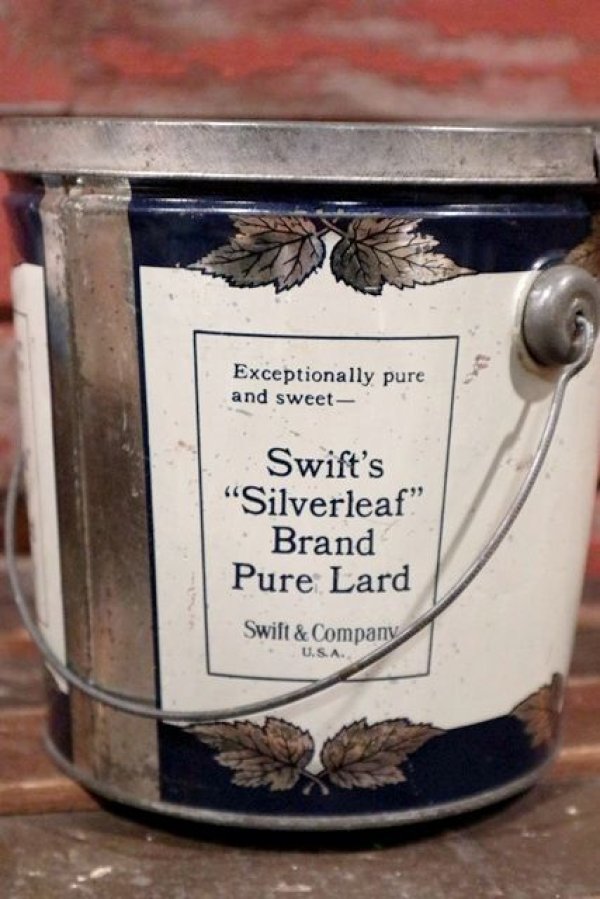 Exceptionally pure
and sweet—
Swift's
“Silverleaf”
Brand
Pure Lard
Swift & Company
U.S.A.